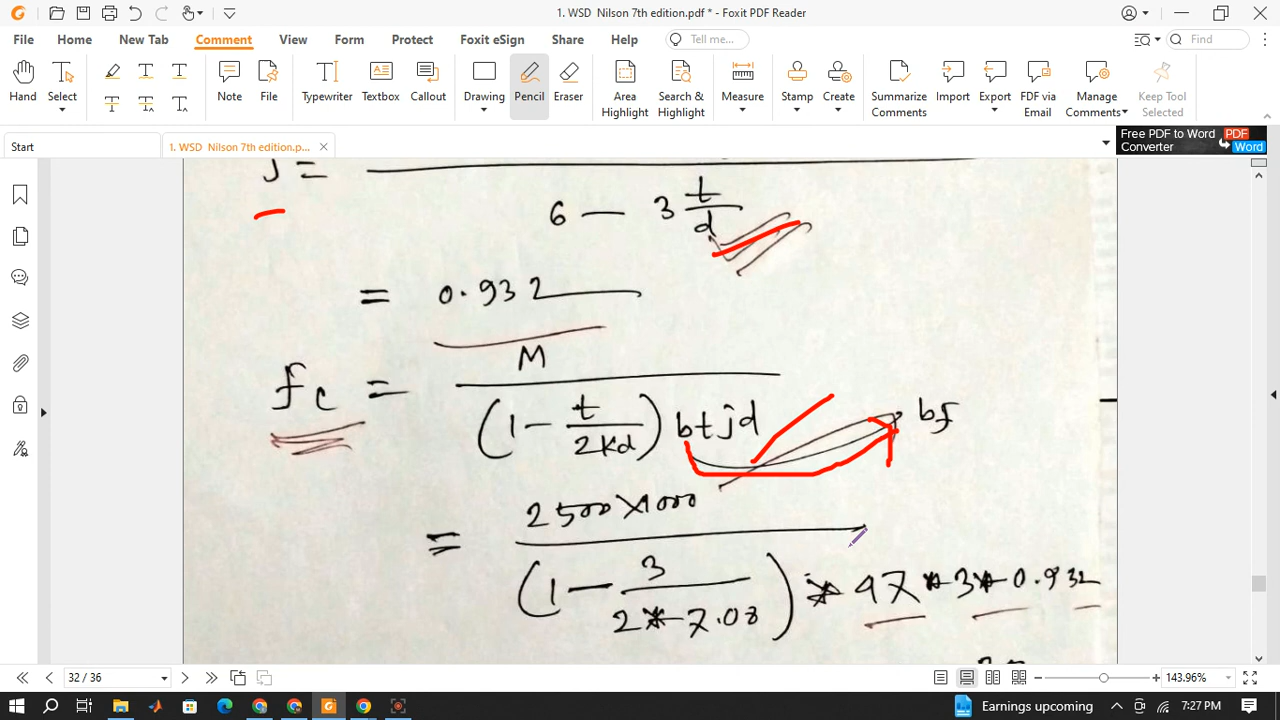 1. WSD Nilson 7th edition.pdf * - Foxit PDF Reader
File Home New Tab Comment View Form Protect Foxit eSign Share Help Tell me... Find
Hand Select Note File Typewriter Textbox Callout Drawing Pencil Eraser Area Highlight Search & Highlight Measure Stamp Create Summarize Comments Import Export FDF via Email Manage Comments Keep Tool Selected
Start 1. WSD Nilson 7th edition.pdf *
Free PDF to Word Converter PDF Word
j =
6 — 3 t/d
= 0.932
M
fc =
(1 - t/2kd) btjd bf
2500×1000
=
(1 - 3/2*7.08) * 47*3*0.932
32 / 36 143.96%
Earnings upcoming 7:27 PM